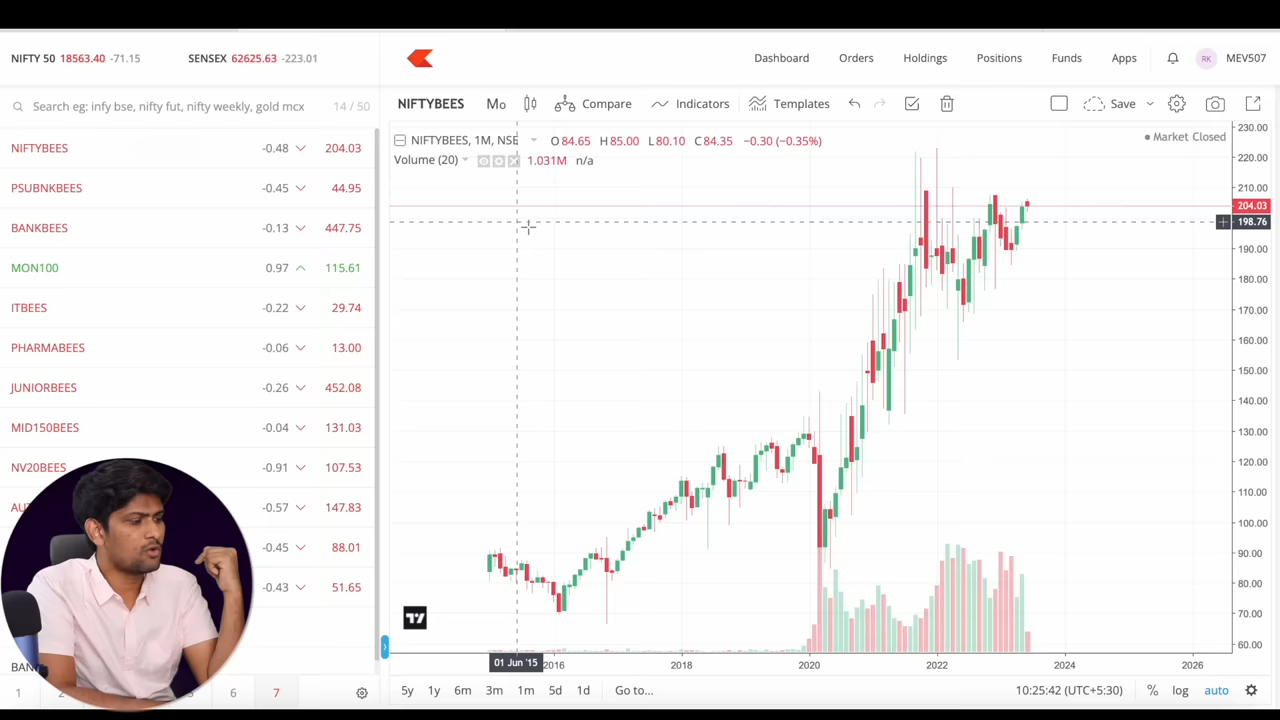 NIFTY 50 18563.40 -71.15 SENSEX 62625.63 -223.01
Dashboard Orders Holdings Positions Funds Apps RK MEV507
Search eg: infy bse, nifty fut, nifty weekly, gold mcx 14 / 50
NIFTYBEES Mo Compare Indicators Templates Save
NIFTYBEES -0.48 204.03
PSUBNKBEES -0.45 44.95
BANKBEES -0.13 447.75
MON100 0.97 115.61
ITBEES -0.22 29.74
PHARMABEES -0.06 13.00
JUNIORBEES -0.26 452.08
MID150BEES -0.04 131.03
NV20BEES -0.91 107.53
-0.57 147.83
-0.45 88.01
-0.43 51.65
6 7
NIFTYBEES, 1M, NSE O 84.65 H 85.00 L 80.10 C 84.35 −0.30 (−0.35%)
Market Closed
Volume (20) 1.031M n/a
230.00
220.00
210.00
204.03
198.76
190.00
180.00
170.00
160.00
150.00
140.00
130.00
120.00
110.00
100.00
90.00
80.00
70.00
60.00
01 Jun '15 2016 2018 2020 2022 2024 2026
5y 1y 6m 3m 1m 5d 1d Go to... 10:25:42 (UTC+5:30) % log auto